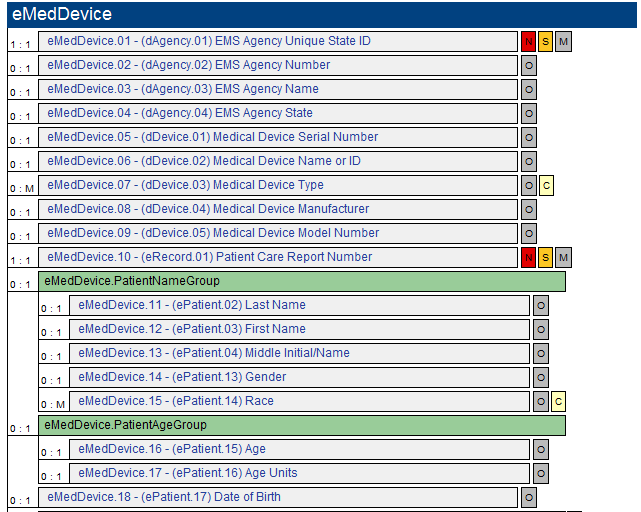 eMedDevice
1 : 1 eMedDevice.01 - (dAgency.01) EMS Agency Unique State ID N S M
0 : 1 eMedDevice.02 - (dAgency.02) EMS Agency Number O
0 : 1 eMedDevice.03 - (dAgency.03) EMS Agency Name O
0 : 1 eMedDevice.04 - (dAgency.04) EMS Agency State O
0 : 1 eMedDevice.05 - (dDevice.01) Medical Device Serial Number O
0 : 1 eMedDevice.06 - (dDevice.02) Medical Device Name or ID O
0 : M eMedDevice.07 - (dDevice.03) Medical Device Type O C
0 : 1 eMedDevice.08 - (dDevice.04) Medical Device Manufacturer O
0 : 1 eMedDevice.09 - (dDevice.05) Medical Device Model Number O
1 : 1 eMedDevice.10 - (eRecord.01) Patient Care Report Number N S M
0 : 1 eMedDevice.PatientNameGroup
0 : 1 eMedDevice.11 - (ePatient.02) Last Name O
0 : 1 eMedDevice.12 - (ePatient.03) First Name O
0 : 1 eMedDevice.13 - (ePatient.04) Middle Initial/Name O
0 : 1 eMedDevice.14 - (ePatient.13) Gender O
0 : M eMedDevice.15 - (ePatient.14) Race O C
0 : 1 eMedDevice.PatientAgeGroup
0 : 1 eMedDevice.16 - (ePatient.15) Age O
0 : 1 eMedDevice.17 - (ePatient.16) Age Units O
0 : 1 eMedDevice.18 - (ePatient.17) Date of Birth O